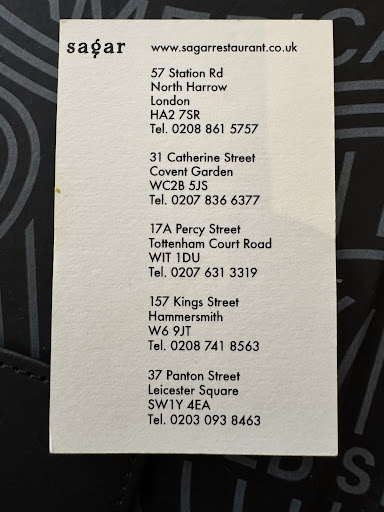 sagar www.sagarrestaurant.co.uk
57 Station Rd
North Harrow
London
HA2 7SR
Tel. 0208 861 5757
31 Catherine Street
Covent Garden
WC2B 5JS
Tel. 0207 836 6377
17A Percy Street
Tottenham Court Road
WIT 1DU
Tel. 0207 631 3319
157 Kings Street
Hammersmith
W6 9JT
Tel. 0208 741 8563
37 Panton Street
Leicester Square
SW1Y 4EA
Tel. 0203 093 8463